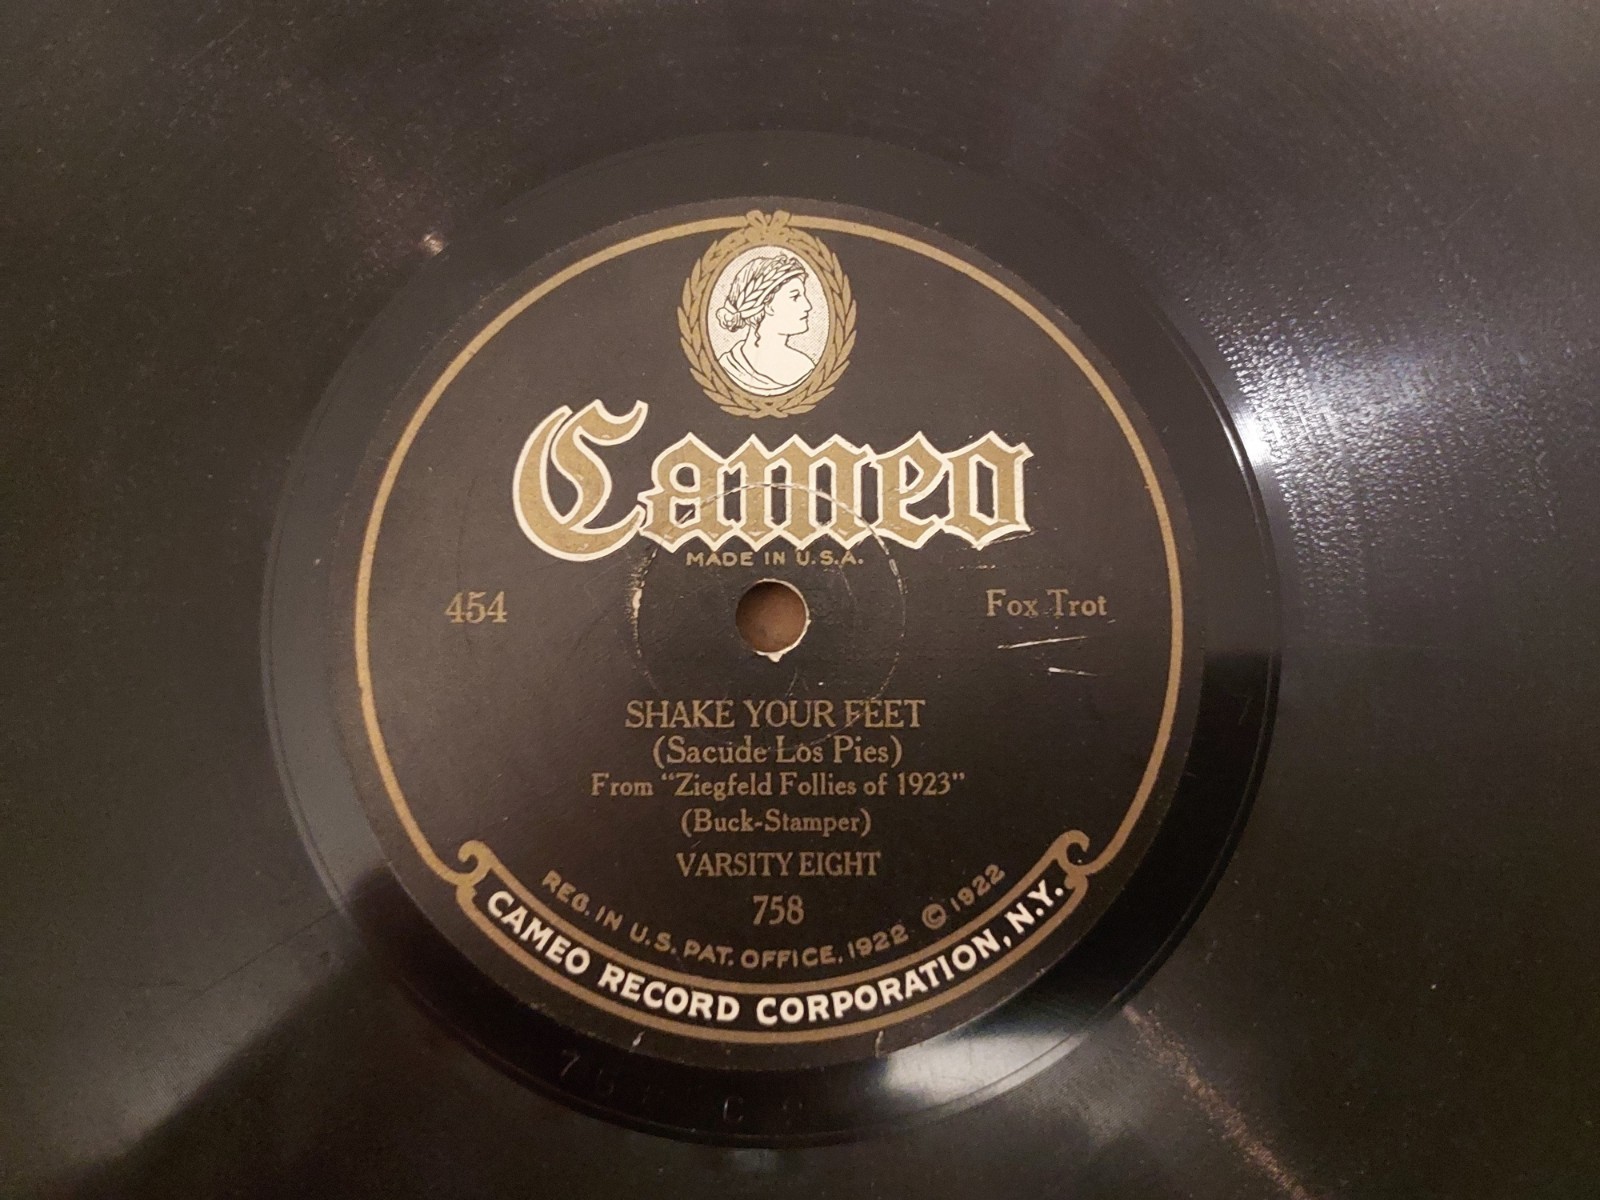 Cameo
MADE IN U.S.A.
454
Fox Trot
SHAKE YOUR FEET
(Sacude Los Pies)
From "Ziegfeld Follies of 1923"
(Buck-Stamper)
VARSITY EIGHT
758
REG. IN U.S. PAT. OFFICE. 1922 © 1922
CAMEO RECORD CORPORATION, N.Y.